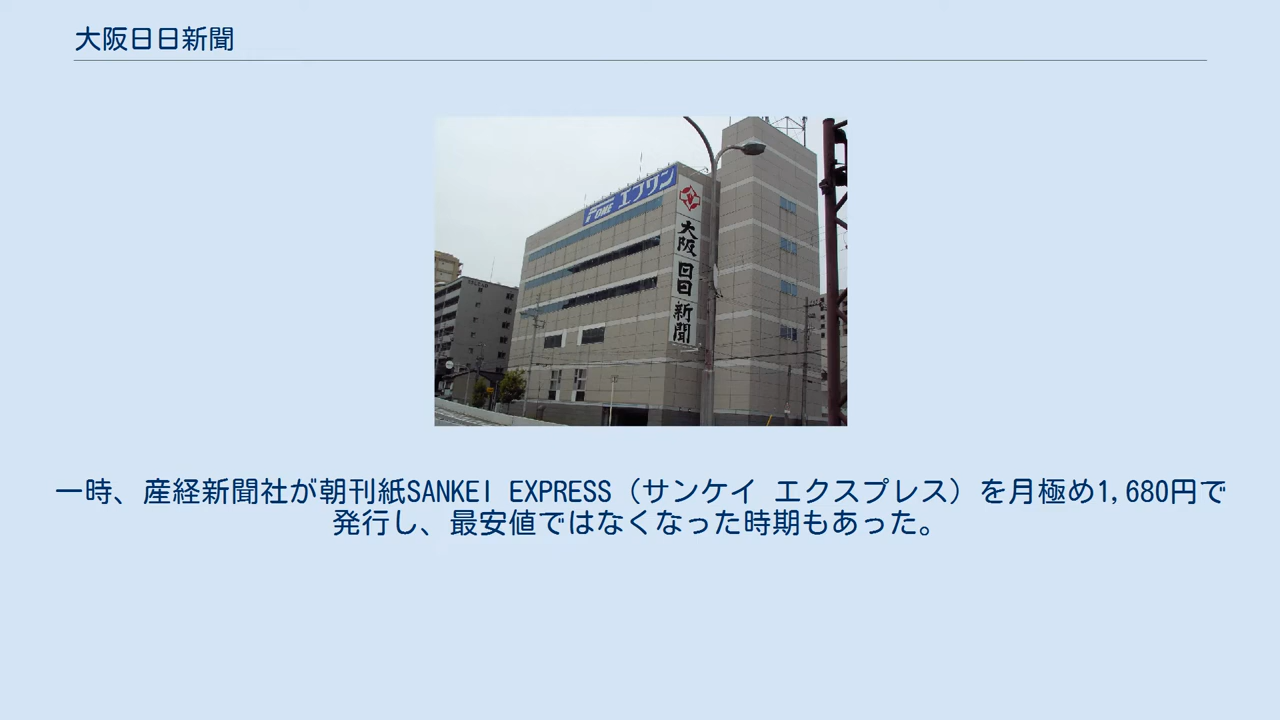 大阪日日新聞
F ONE エフワン
大阪日日新聞
一時、産経新聞社が朝刊紙SANKEI EXPRESS（サンケイ エクスプレス）を月極め1,680円で
発行し、最安値ではなくなった時期もあった。